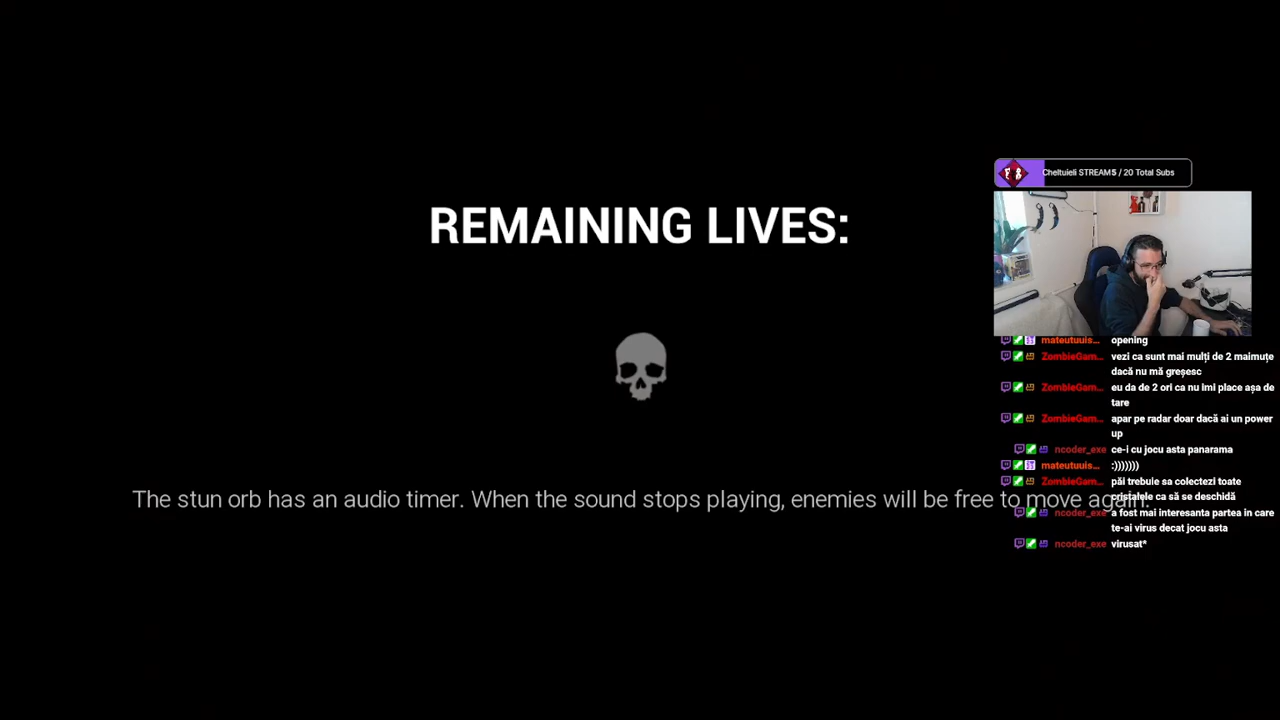 REMAINING LIVES:
The stun orb has an audio timer. When the sound stops playing, enemies will be free to move again.
Cheltuieli STREAM5 / 20 Total Subs
mateutuuis... opening
ZombieGam... vezi ca sunt mai mulți de 2 maimuțe
dacă nu mă greșesc
ZombieGam... eu da de 2 ori ca nu imi place așa de
tare
ZombieGam... apar pe radar doar dacă ai un power
up
ncoder_exe ce-i cu jocu asta panarama
mateutuuis... :)))))))
ZombieGam... păi trebuie sa colectezi toate
cristalele ca să se deschidă
ncoder_exe a fost mai interesanta partea in care
te-ai virus decat jocu asta
ncoder_exe virusat*